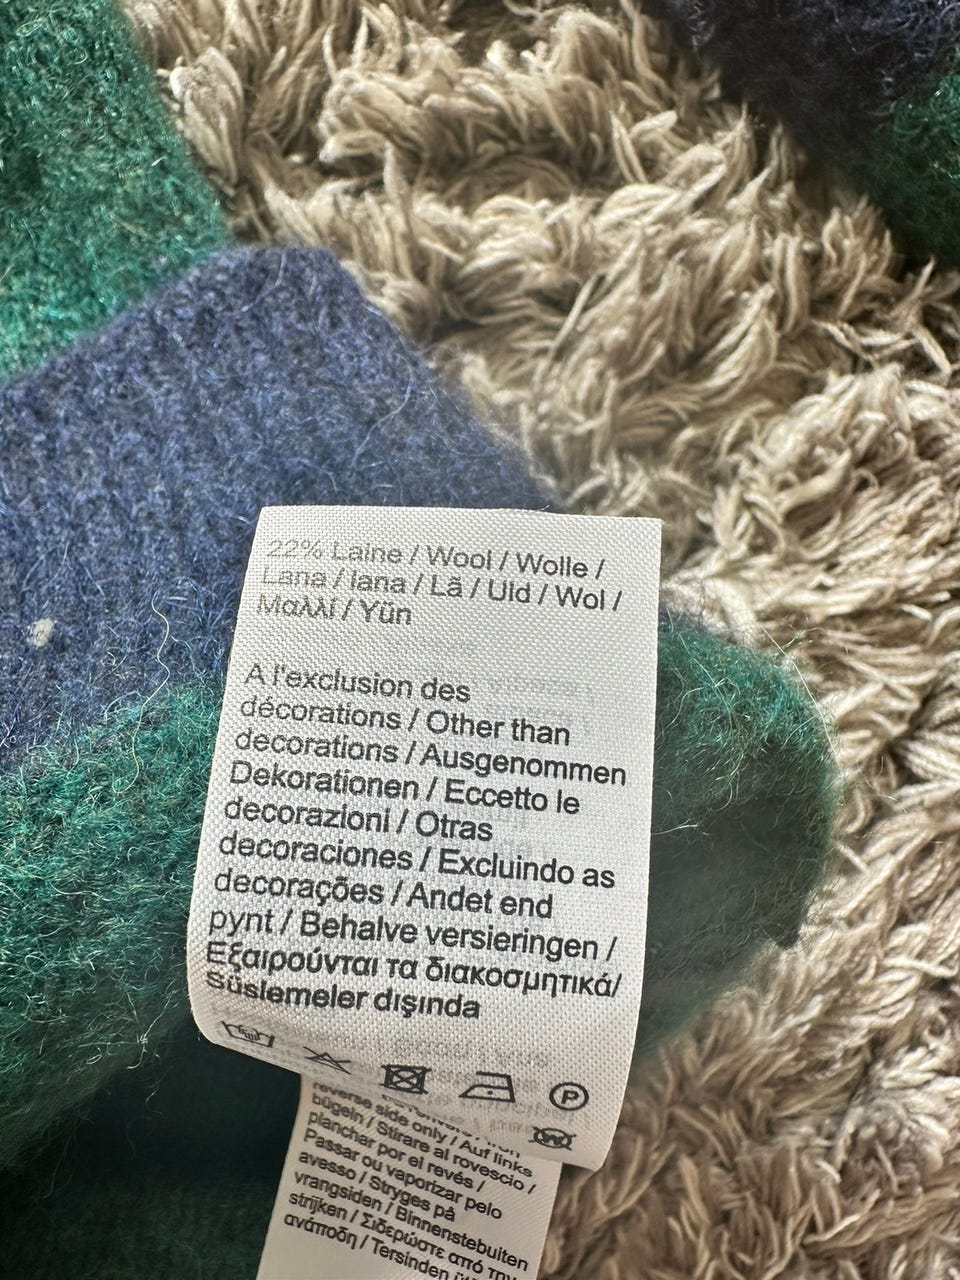 22% Laine / Wool / Wolle /
Lana / lana / Lã / Uld / Wol /
Μαλλί / Yün
A l'exclusion des
décorations / Other than
decorations / Ausgenommen
Dekorationen / Eccetto le
decorazioni / Otras
decoraciones / Excluindo as
decorações / Andet end
pynt / Behalve versieringen /
Εξαιρούνται τα διακοσμητικά/
Süslemeler dışında
P
W
reverse side only / Auf links
bügeln / Stirare al rovescio /
planchar por el revés /
Passar ou vaporizar pelo
avesso / Stryges på
vrangsiden / Binnenstebuiten
strijken / Σιδερώστε από την
ανάποδη / Tersinden